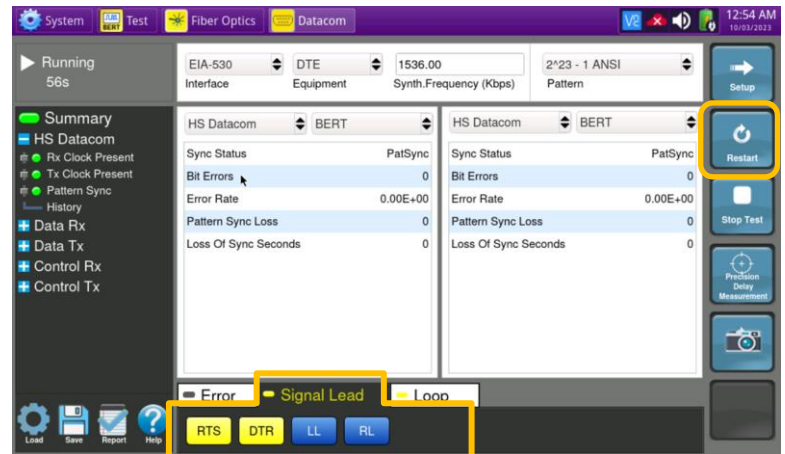 System Test Fiber Optics Datacom V2 12:54 AM
BERT 10/03/2023
Running
56s
EIA-530 DTE 1536.00 2^23 - 1 ANSI
Interface Equipment Synth.Frequency (Kbps) Pattern
Setup
Summary
HS Datacom
Rx Clock Present
Tx Clock Present
Pattern Sync
History
Data Rx
Data Tx
Control Rx
Control Tx
HS Datacom BERT
Sync Status PatSync
Bit Errors 0
Error Rate 0.00E+00
Pattern Sync Loss 0
Loss Of Sync Seconds 0
HS Datacom BERT
Sync Status PatSync
Bit Errors 0
Error Rate 0.00E+00
Pattern Sync Loss 0
Loss Of Sync Seconds 0
Restart
Stop Test
Precision
Delay
Measurement
Error Signal Lead Loop
RTS DTR LL RL
Load Save Report Help